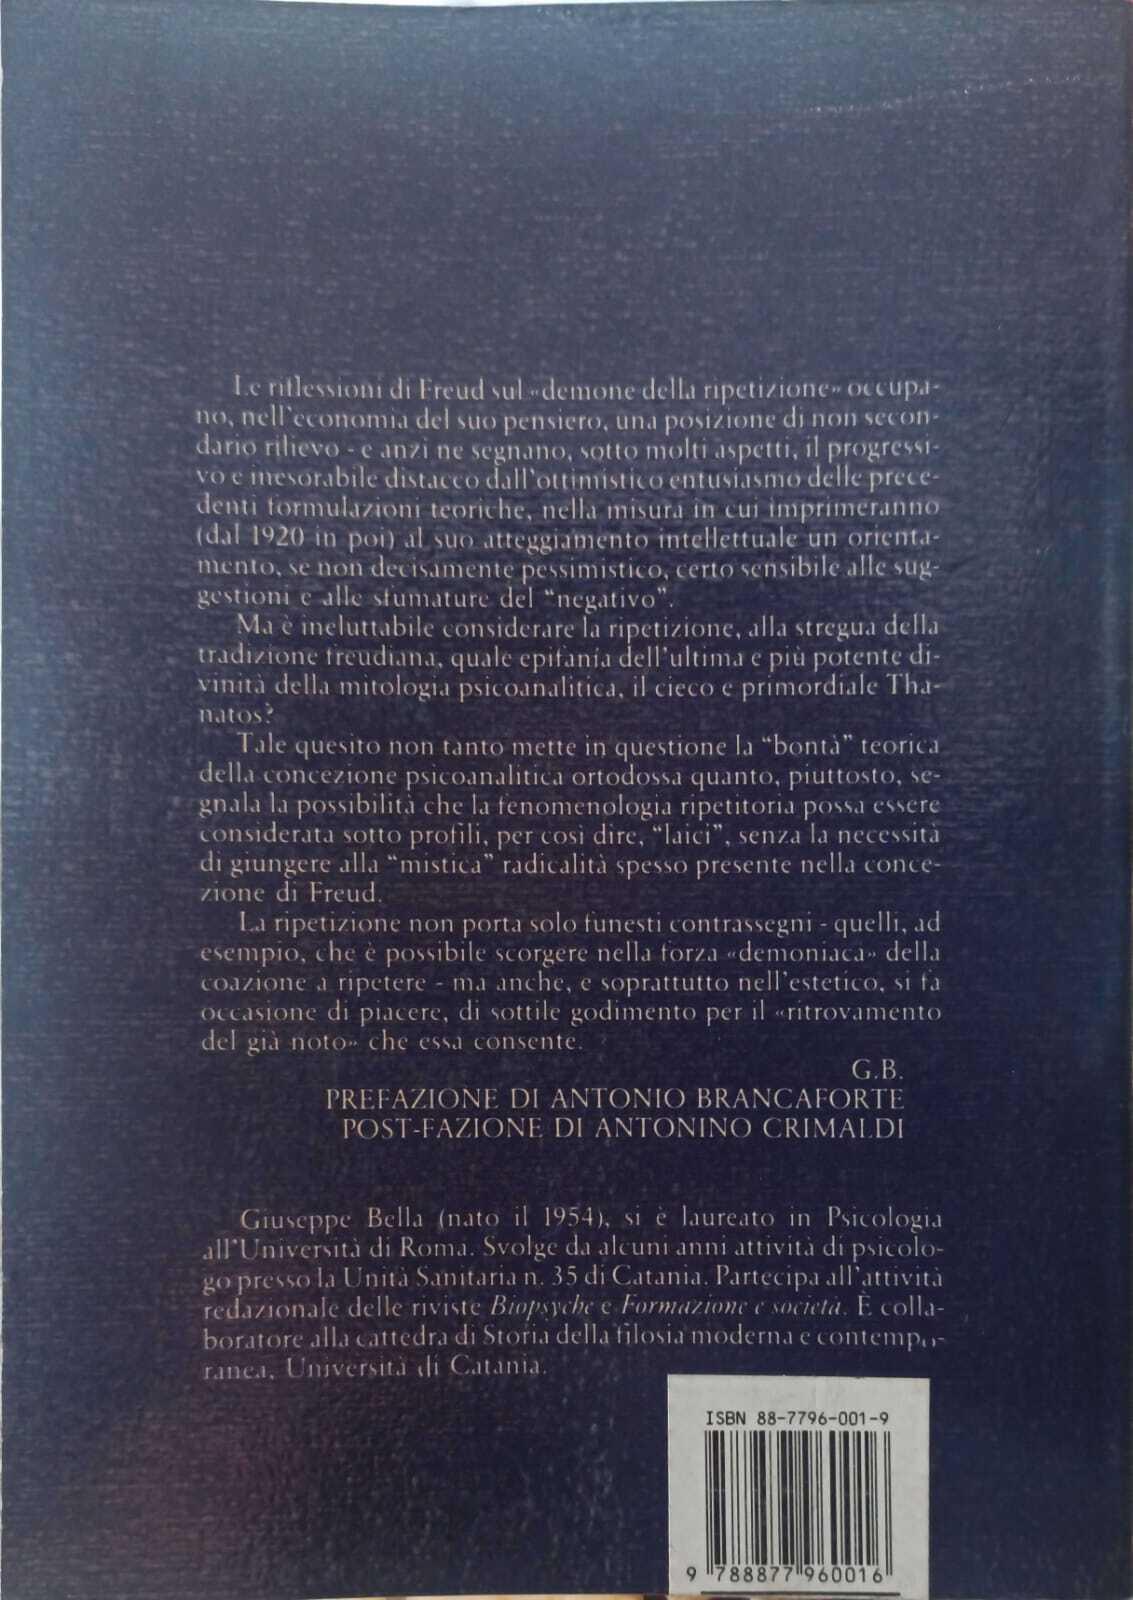 Le riflessioni di Freud sul «demone della ripetizione» occupa-
no, nell'economia del suo pensiero, una posizione di non secon-
dario rilievo - e anzi ne segnano, sotto molti aspetti, il progressi-
vo e inesorabile distacco dall'ottimistico entusiasmo delle prece-
denti formulazioni teoriche, nella misura in cui imprimeranno
(dal 1920 in poi) al suo atteggiamento intellettuale un orienta-
mento, se non decisamente pessimistico, certo sensibile alle sug-
gestioni e alle sfumature del "negativo".
Ma è ineluttabile considerare la ripetizione, alla stregua della
tradizione freudiana, quale epifania dell'ultima e più potente di-
vinità della mitologia psicoanalitica, il cieco e primordiale Tha-
natos?
Tale quesito non tanto mette in questione la "bontà" teorica
della concezione psicoanalitica ortodossa quanto, piuttosto, se-
gnala la possibilità che la fenomenologia ripetitoria possa essere
considerata sotto profili, per così dire, "laici", senza la necessità
di giungere alla "mistica" radicalità spesso presente nella conce-
zione di Freud.
La ripetizione non porta solo funesti contrassegni - quelli, ad
esempio, che è possibile scorgere nella forza «demoniaca» della
coazione a ripetere - ma anche, e soprattutto nell'estetico, si fa
occasione di piacere, di sottile godimento per il «ritrovamento
del già noto» che essa consente.
G.B.
PREFAZIONE DI ANTONIO BRANCAFORTE
POST-FAZIONE DI ANTONINO CRIMALDI
Giuseppe Bella (nato il 1954), si è laureato in Psicologia
all'Università di Roma. Svolge da alcuni anni attività di psicolo-
go presso la Unità Sanitaria n. 35 di Catania. Partecipa all'attività
redazionale delle riviste Biopsyche e Formazione e società. È colla-
boratore alla cattedra di Storia della filosia moderna e contempo-
ranea, Università di Catania.
ISBN 88-7796-001-9
9 788877 960016